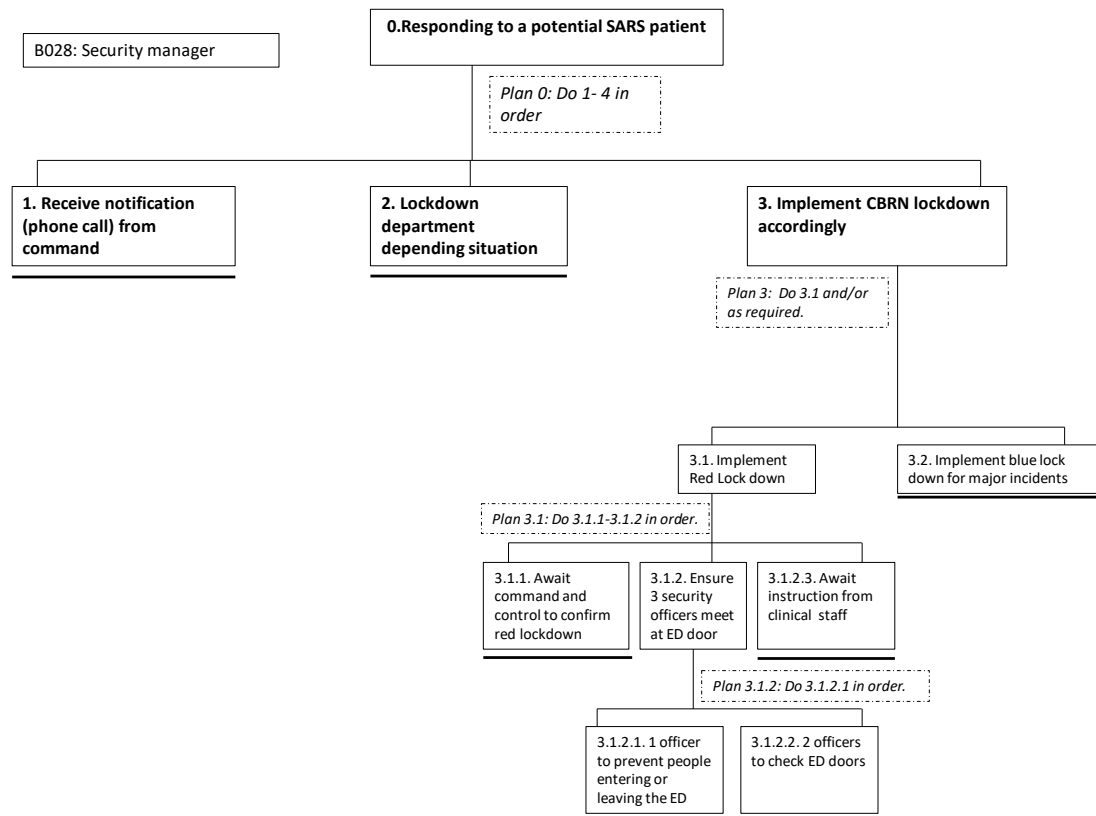 0.Responding to a potential SARS patient
B028: Security manager
Plan 0: Do 1- 4 in
order
1. Receive notification
(phone call) from
command
2. Lockdown
department
depending situation
3. Implement CBRN lockdown
accordingly
Plan 3:  Do 3.1 and/or
as required.
3.1. Implement
Red Lock down
3.2. Implement blue lock
down for major incidents
Plan 3.1: Do 3.1.1-3.1.2 in order.
3.1.1. Await
command and
control to confirm
red lockdown
3.1.2. Ensure
3 security
officers meet
at ED door
3.1.2.3. Await
instruction from
clinical  staff
Plan 3.1.2: Do 3.1.2.1 in order.
3.1.2.1. 1 officer
to prevent people
entering or
leaving the ED
3.1.2.2. 2 officers
to check ED doors